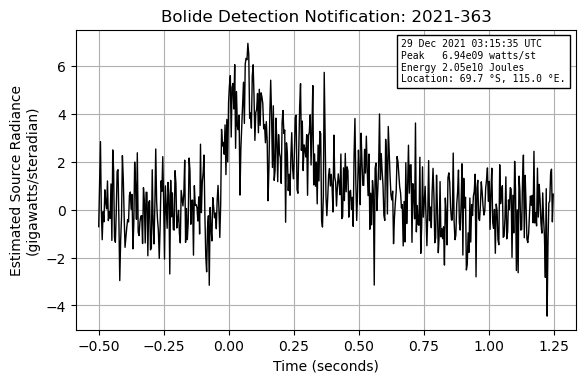 Bolide Detection Notification: 2021-363
29 Dec 2021 03:15:35 UTC
Peak   6.94e09 watts/st
Energy 2.05e10 Joules
Location: 69.7 °S, 115.0 °E.
Estimated Source Radiance
(gigawatts/steradian)
6
4
2
0
−2
−4
−0.50 −0.25 0.00 0.25 0.50 0.75 1.00 1.25
Time (seconds)